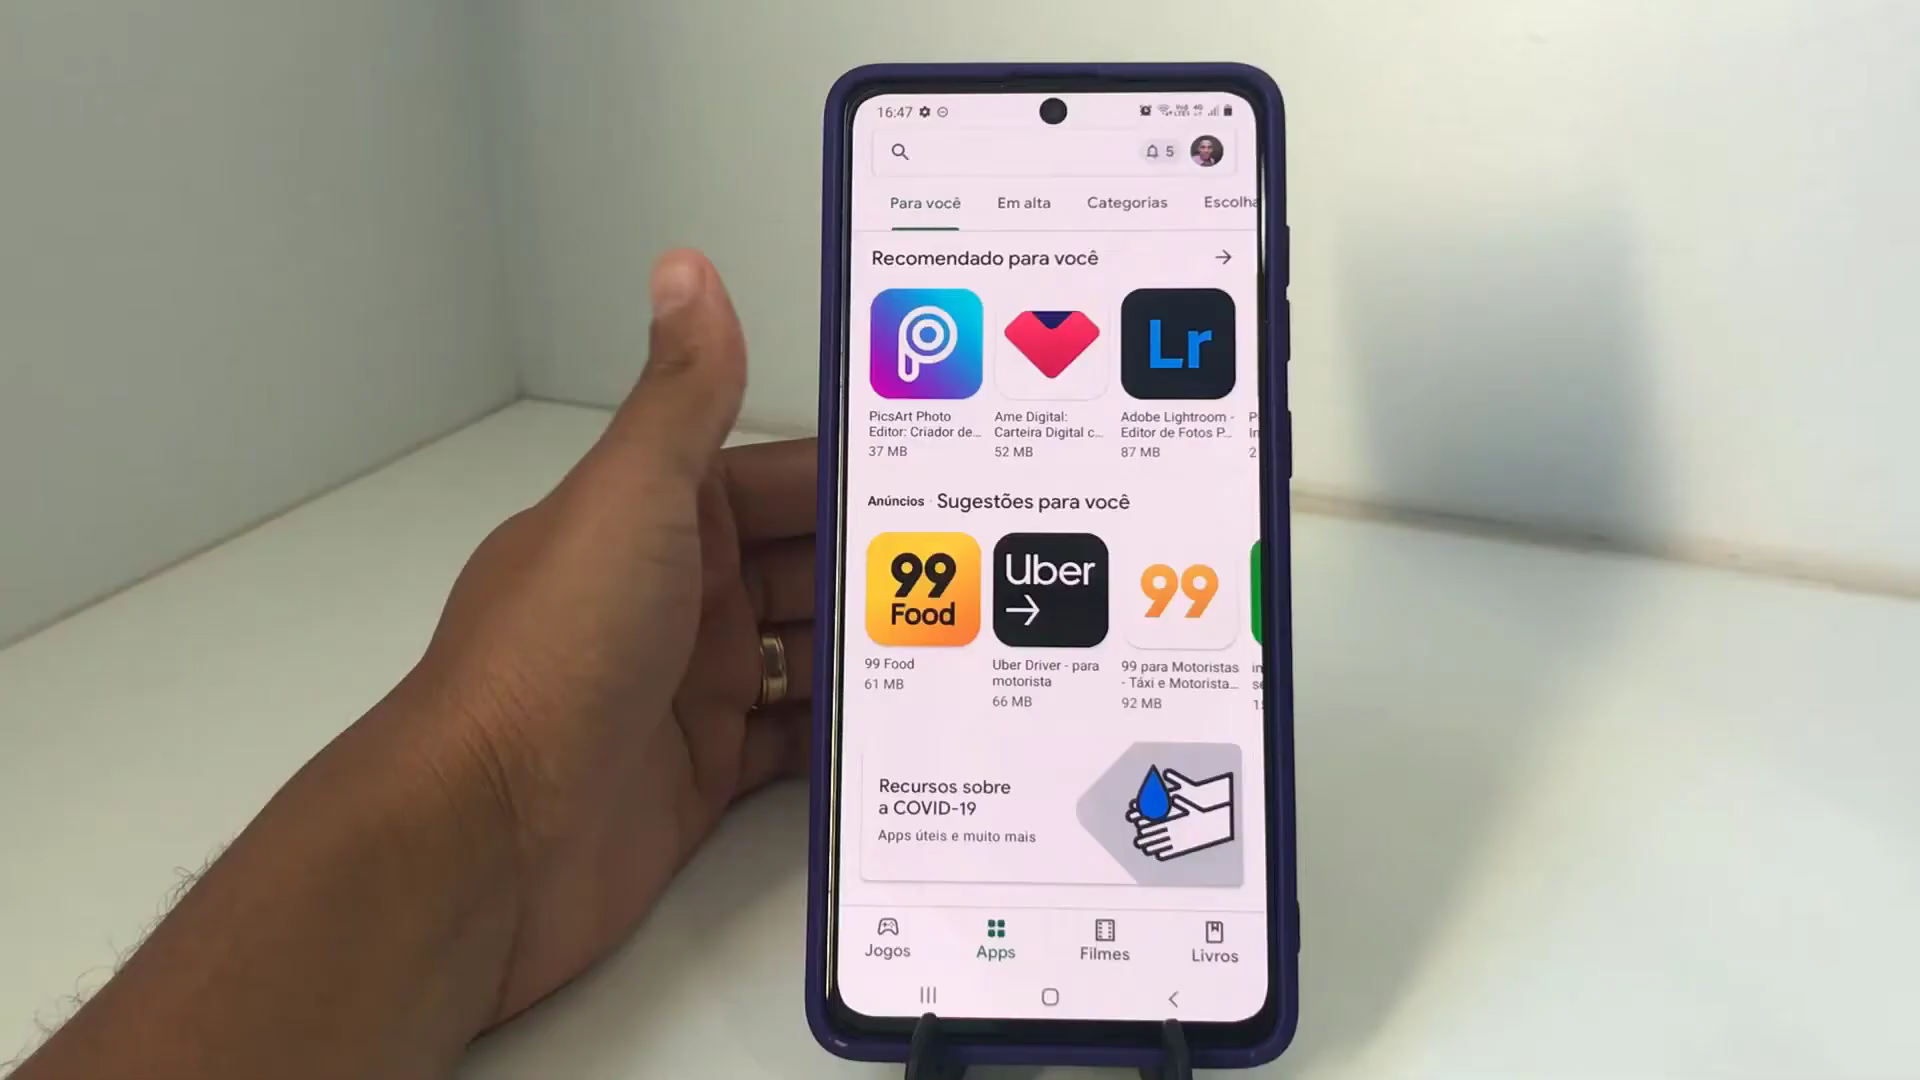 16:47
5
Para você Em alta Categorias Escolha
Recomendado para você
Lr
PicsArt Photo
Editor: Criador de...
37 MB
Ame Digital:
Carteira Digital c...
52 MB
Adobe Lightroom -
Editor de Fotos P...
87 MB
Anúncios · Sugestões para você
99
Food
Uber
99
99 Food
61 MB
Uber Driver - para
motorista
66 MB
99 para Motoristas
- Táxi e Motorista...
92 MB
Recursos sobre
a COVID-19
Apps úteis e muito mais
Jogos Apps Filmes Livros